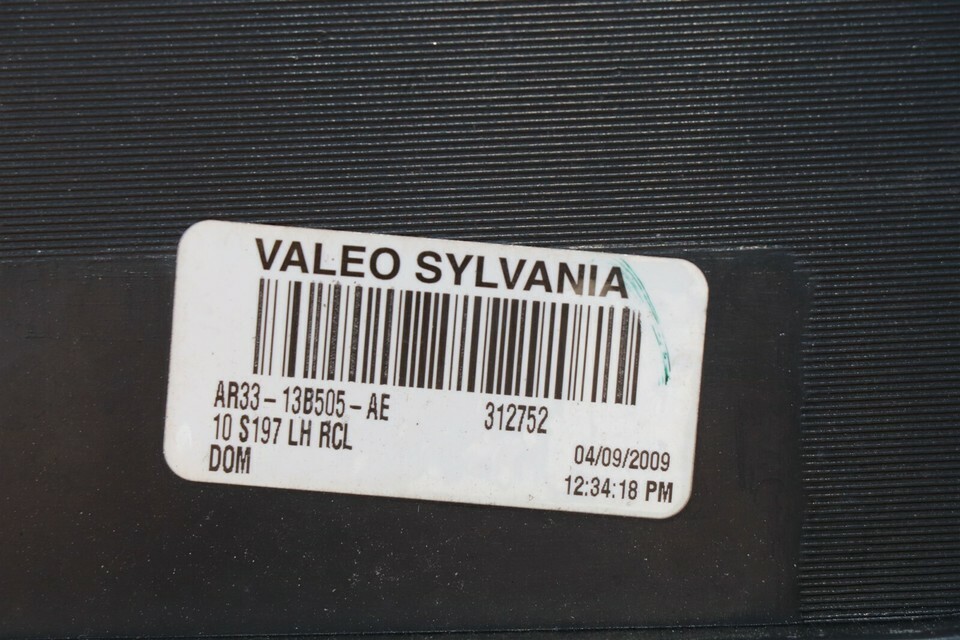 VALEO SYLVANIA
AR33-13B505-AE 312752
10 S197 LH RCL
DOM 04/09/2009
12:34:18 PM